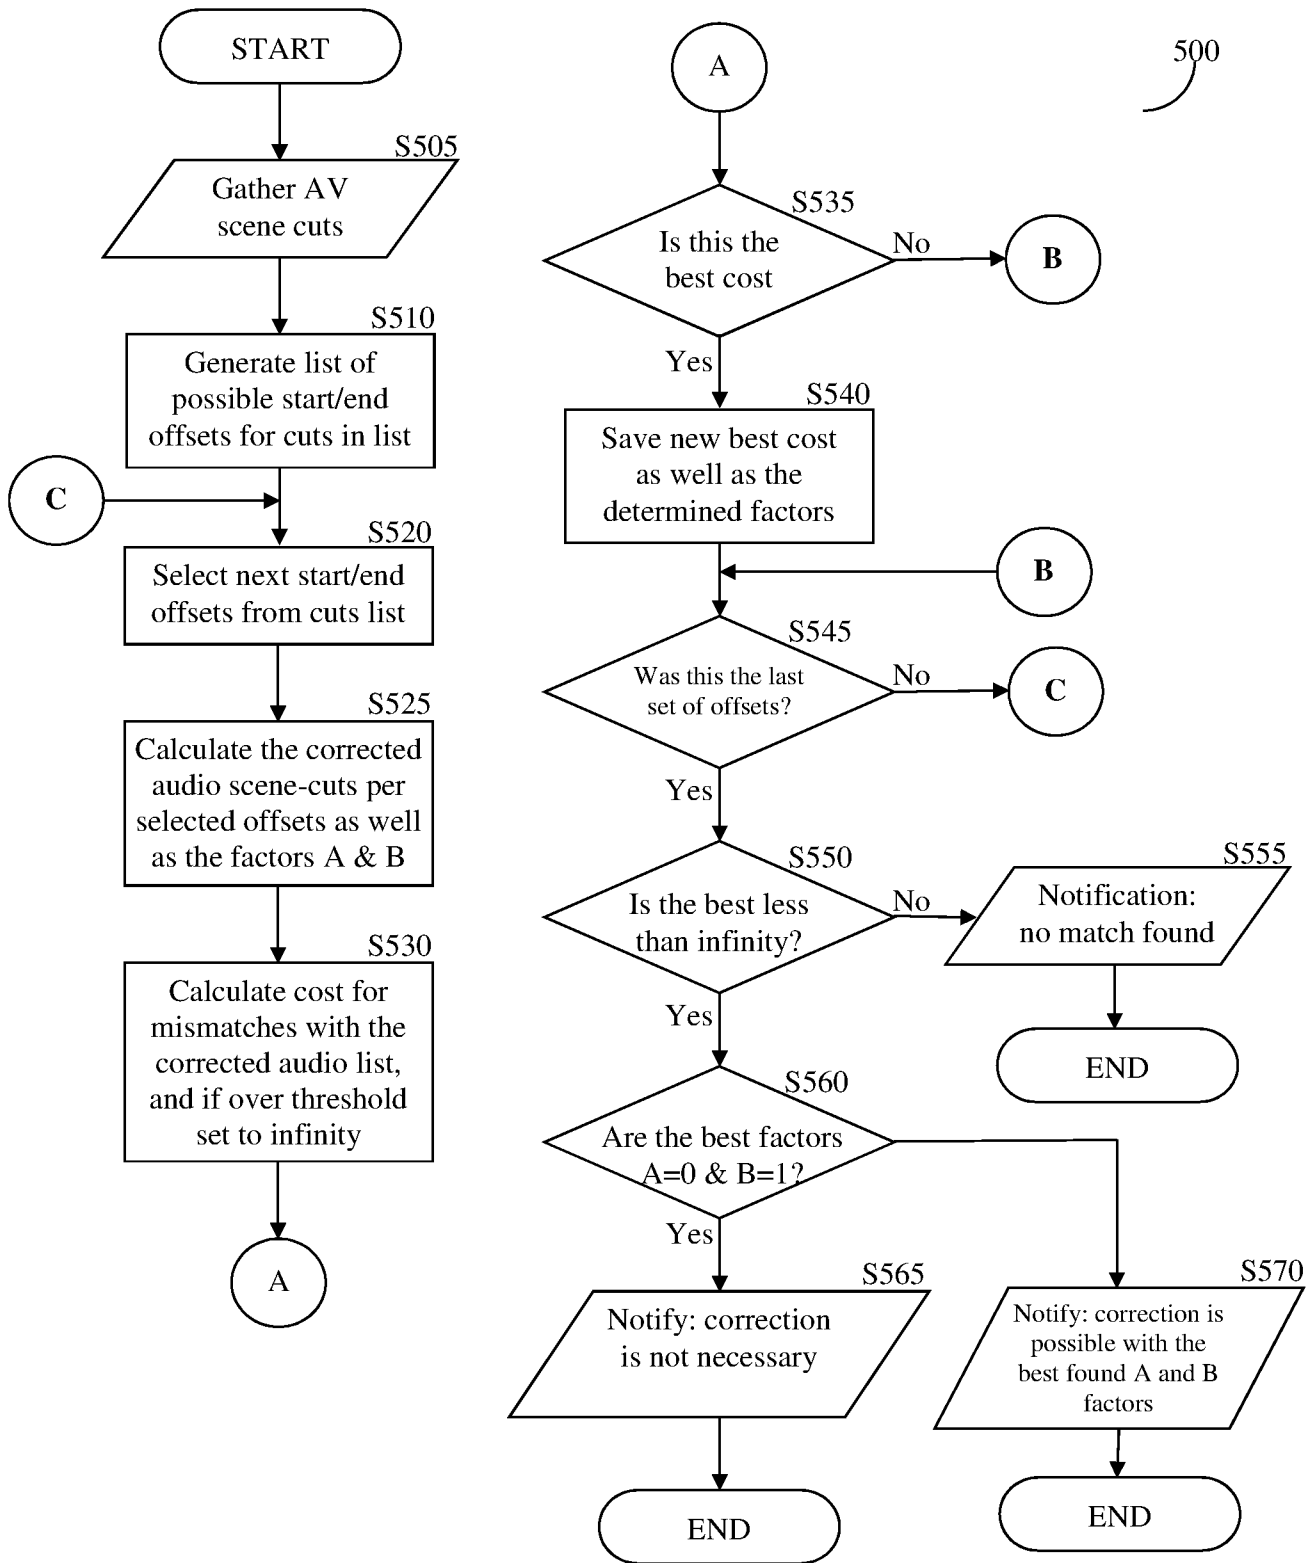 START
S505
Gather AV
scene cuts
S510
Generate list of
possible start/end
offsets for cuts in list
C
S520
Select next start/end
offsets from cuts list
S525
Calculate the corrected
audio scene-cuts per
selected offsets as well
as the factors A & B
S530
Calculate cost for
mismatches with the
corrected audio list,
and if over threshold
set to infinity
A
A
500
S535
Is this the
best cost
No
B
Yes
S540
Save new best cost
as well as the
determined factors
B
S545
Was this the last
set of offsets?
No
C
Yes
S550
Is the best less
than infinity?
No
S555
Notification:
no match found
END
Yes
S560
Are the best factors
A=0 & B=1?
Yes
S565
Notify: correction
is not necessary
END
S570
Notify: correction is
possible with the
best found A and B
factors
END